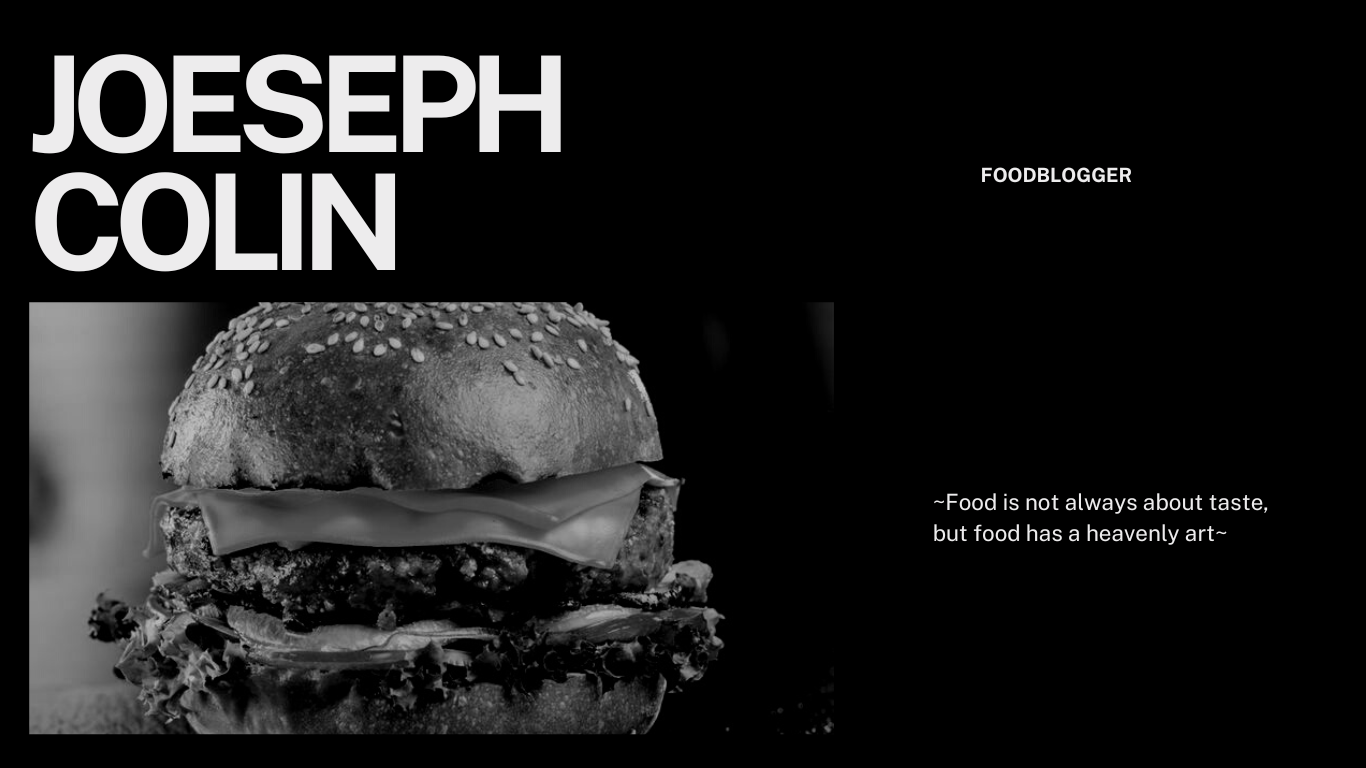 JOESEPH
COLIN
FOODBLOGGER
~Food is not always about taste,
but food has a heavenly art~